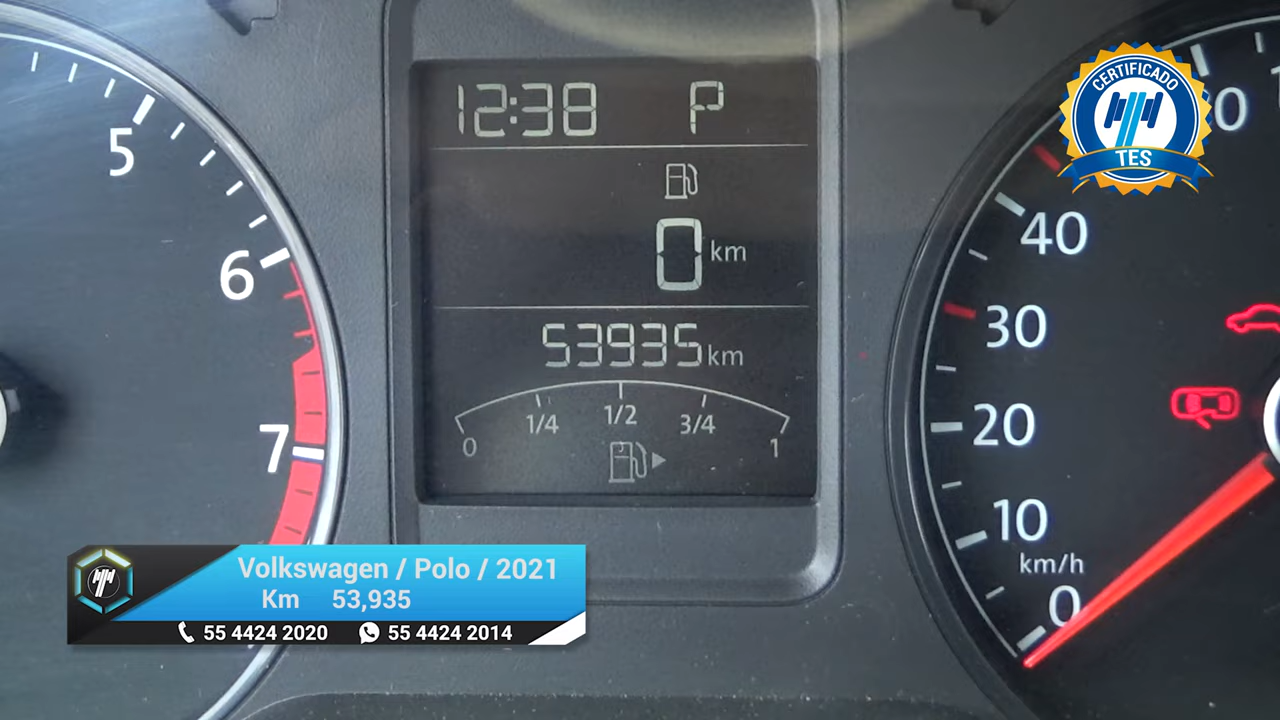 5
6
7
12:38 P
0 km
53935 km
0 1/4 1/2 3/4 1
40
30
20
10
km/h
0
CERTIFICADO
TES
Volkswagen / Polo / 2021
Km 53,935
55 4424 2020 55 4424 2014